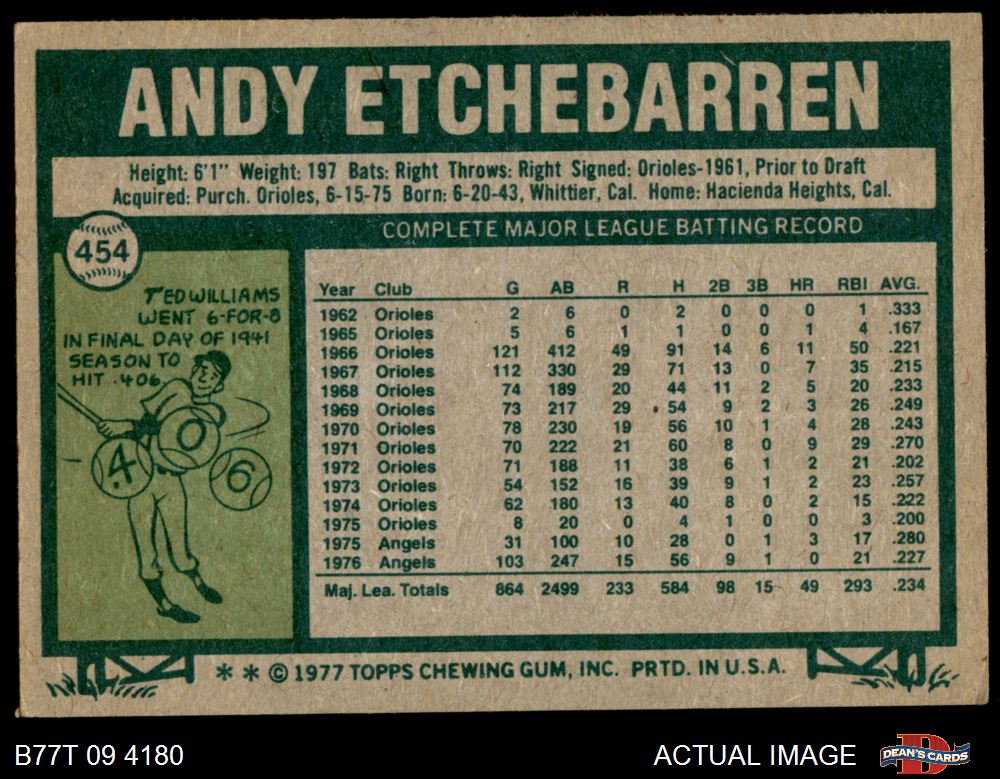 ANDY ETCHEBARREN
Height: 6'1" Weight: 197 Bats: Right Throws: Right Signed: Orioles-1961, Prior to Draft
Acquired: Purch. Orioles, 6-15-75 Born: 6-20-43, Whittier, Cal. Home: Hacienda Heights, Cal.
454
COMPLETE MAJOR LEAGUE BATTING RECORD
TED WILLIAMS
WENT 6-FOR-8
IN FINAL DAY OF 1941
SEASON TO
HIT .406
.4 0 6
Year Club G AB R H 2B 3B HR RBI AVG.
1962 Orioles 2 6 0 2 0 0 0 1 .333
1965 Orioles 5 6 1 1 0 0 1 4 .167
1966 Orioles 121 412 49 91 14 6 11 50 .221
1967 Orioles 112 330 29 71 13 0 7 35 .215
1968 Orioles 74 189 20 44 11 2 5 20 .233
1969 Orioles 73 217 29 54 9 2 3 26 .249
1970 Orioles 78 230 19 56 10 1 4 28 .243
1971 Orioles 70 222 21 60 8 0 9 29 .270
1972 Orioles 71 188 11 38 6 1 2 21 .202
1973 Orioles 54 152 16 39 9 1 2 23 .257
1974 Orioles 62 180 13 40 8 0 2 15 .222
1975 Orioles 8 20 0 4 1 0 0 3 .200
1975 Angels 31 100 10 28 0 1 3 17 .280
1976 Angels 103 247 15 56 9 1 0 21 .227
Maj. Lea. Totals 864 2499 233 584 98 15 49 293 .234
* * © 1977 TOPPS CHEWING GUM, INC. PRTD. IN U.S.A.
B77T 09 4180
ACTUAL IMAGE
D
DEAN'S CARDS